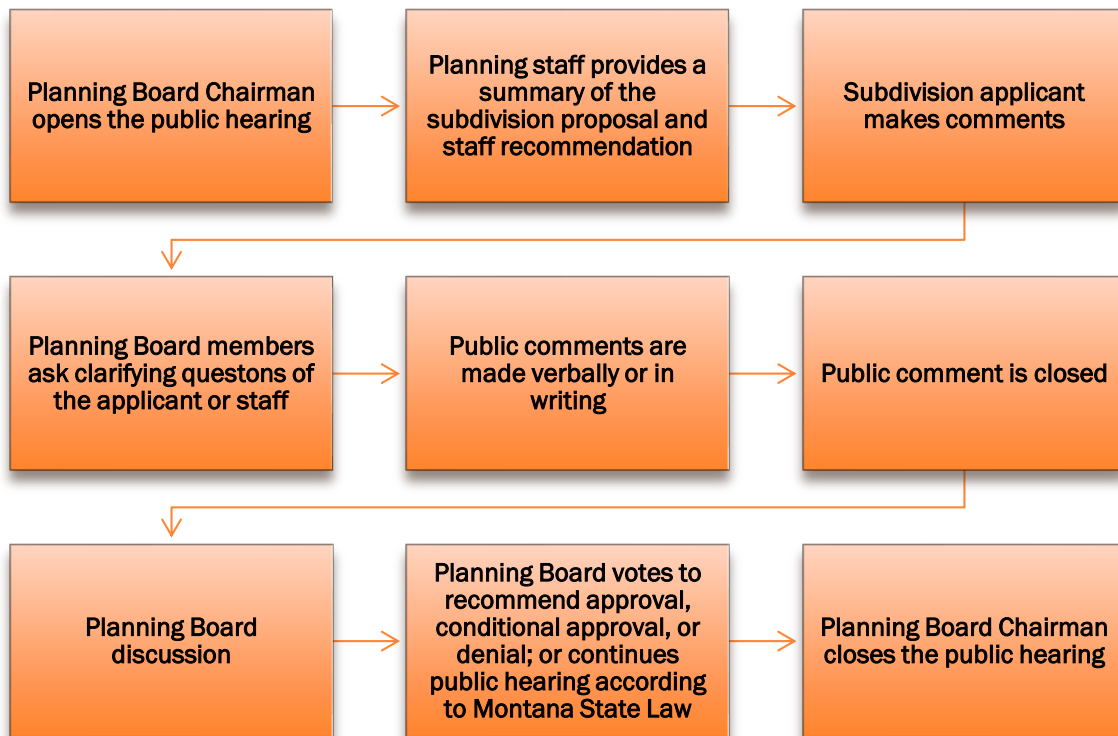 Planning Board Chairman
opens the public hearing
Planning staff provides a
summary of the
subdivision proposal and
staff recommendation
Subdivision applicant
makes comments
Planning Board members
ask clarifying questons of
the applicant or staff
Public comments are
made verbally or in
writing
Public comment is closed
Planning Board
discussion
Planning Board votes to
recommend approval,
conditional approval, or
denial; or continues
public hearing according
to Montana State Law
Planning Board Chairman
closes the public hearing